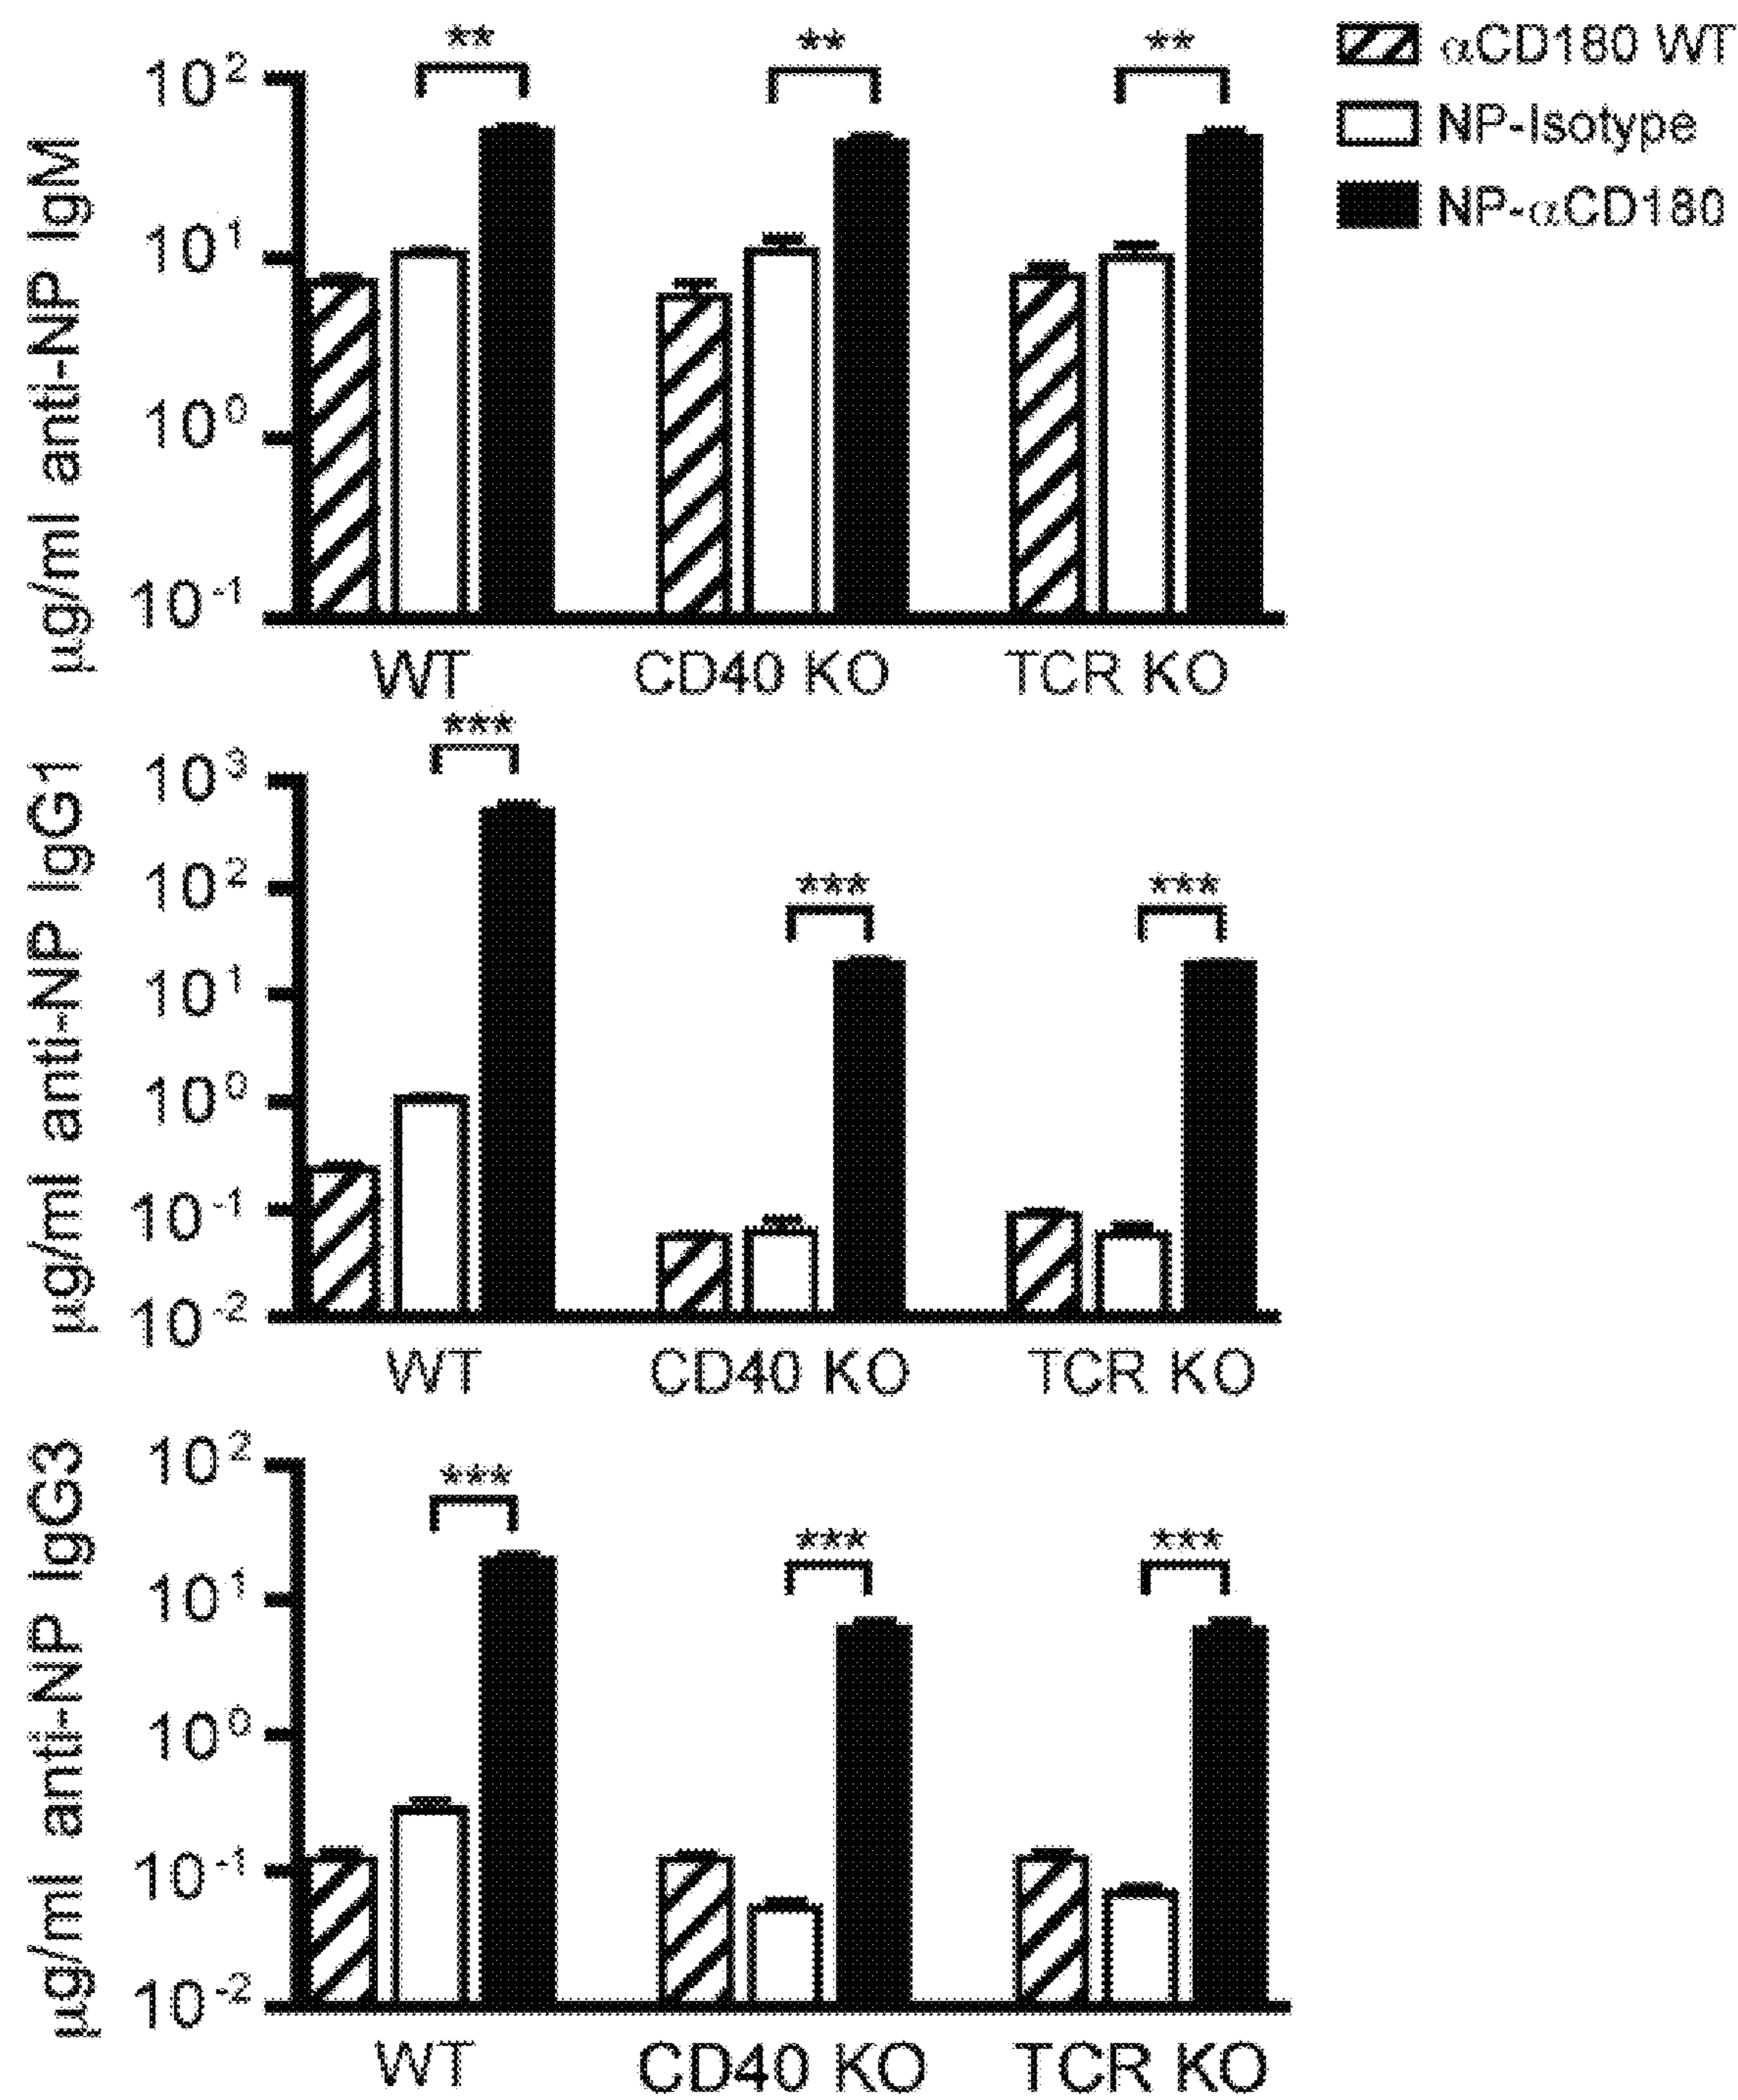 ** ** **
αCD180 WT
NP-Isotype
NP-αCD180
µg/ml anti-NP IgM
10²
10¹
10⁰
10⁻¹
WT CD40 KO TCR KO
*** *** ***
µg/ml anti-NP IgG1
10³
10²
10¹
10⁰
10⁻¹
10⁻²
WT CD40 KO TCR KO
*** *** ***
µg/ml anti-NP IgG3
10²
10¹
10⁰
10⁻¹
10⁻²
WT CD40 KO TCR KO